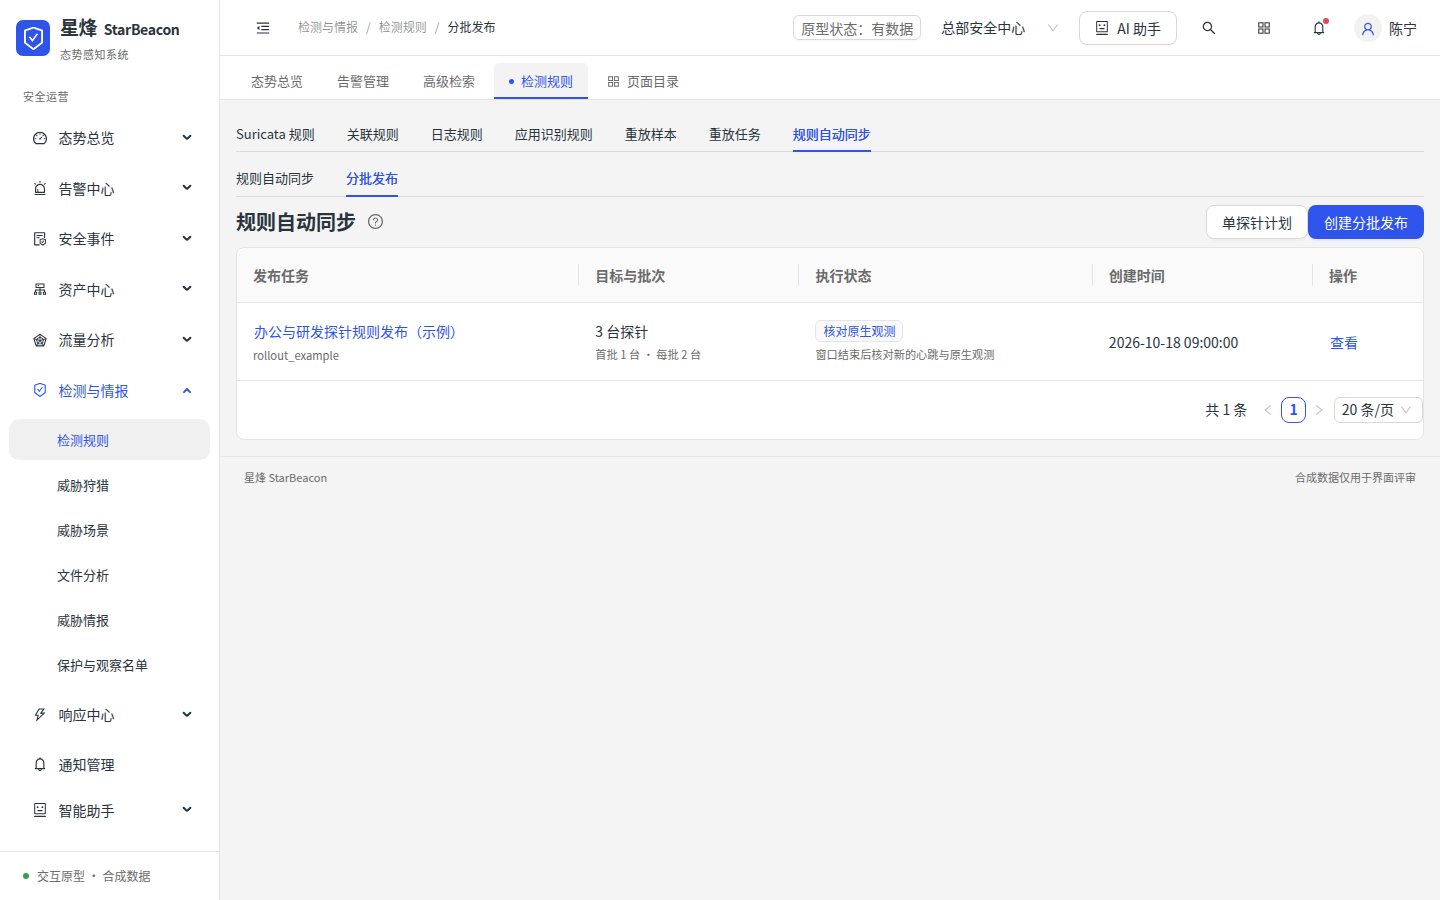 星烽 StarBeacon
态势感知系统
安全运营
态势总览
告警中心
安全事件
资产中心
流量分析
检测与情报
检测规则
威胁狩猎
威胁场景
文件分析
威胁情报
保护与观察名单
响应中心
通知管理
智能助手
交互原型 · 合成数据
检测与情报 / 检测规则 / 分批发布
原型状态：有数据
总部安全中心
AI 助手
陈宁
态势总览
告警管理
高级检索
检测规则
页面目录
Suricata 规则
关联规则
日志规则
应用识别规则
重放样本
重放任务
规则自动同步
规则自动同步
分批发布
规则自动同步
单探针计划
创建分批发布
发布任务
目标与批次
执行状态
创建时间
操作
办公与研发探针规则发布（示例）
rollout_example
3 台探针
首批 1 台 · 每批 2 台
核对原生观测
窗口结束后核对新的心跳与原生观测
2026-10-18 09:00:00
查看
共 1 条
1
20 条/页
星烽 StarBeacon
合成数据仅用于界面评审